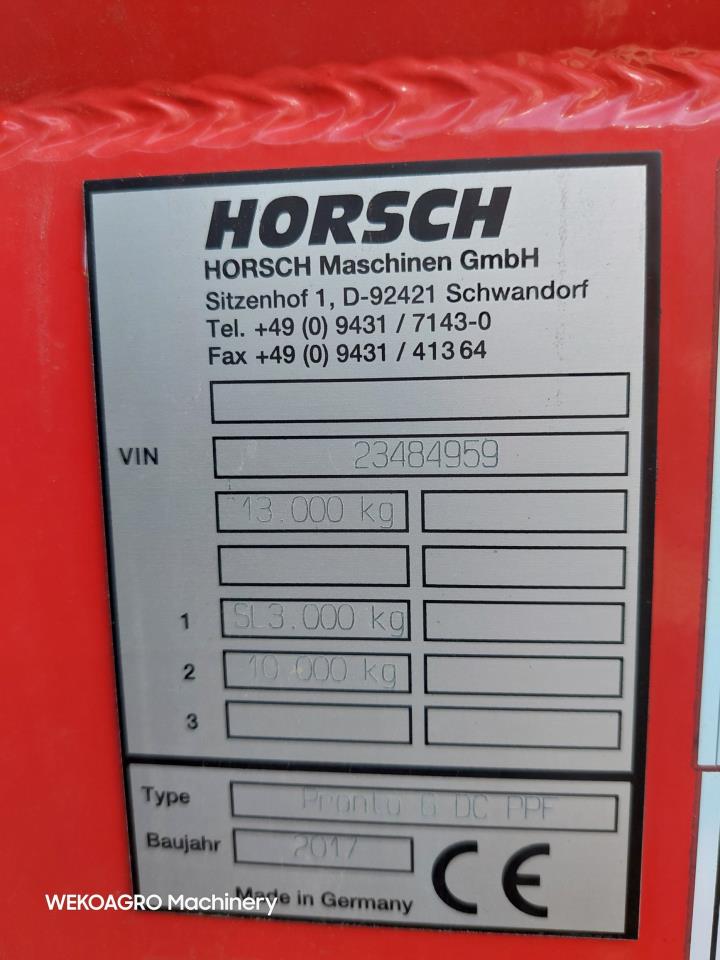 HORSCH
HORSCH Maschinen GmbH
Sitzenhof 1, D-92421 Schwandorf
Tel. +49 (0) 9431 / 7143-0
Fax +49 (0) 9431 / 41364
VIN 23484959
13.000 kg
1 SL3.000 kg
2 10.000 kg
3
Type Pronto 6 DC PPF
Baujahr 2017
CE
Made in Germany
WEKOAGRO Machinery